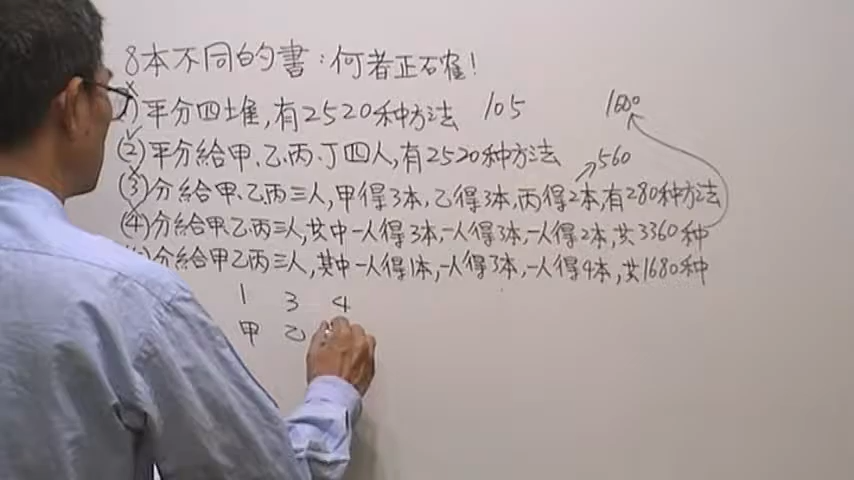 8本不同的書:何者正确!
1)平分四堆,有2520种方法 105 1680
(2)平分給甲、乙、丙、丁四人,有2520种方法 560
(3)分給甲、乙丙三人,甲得3本,乙得3本,丙得2本,有280种方法
(4)分給甲乙丙三人,其中一人得3本,一人得3本,一人得2本,共3360种
分給甲乙丙三人,其中一人得1本,一人得3本,一人得4本,共1680种
1 3 4
甲 乙